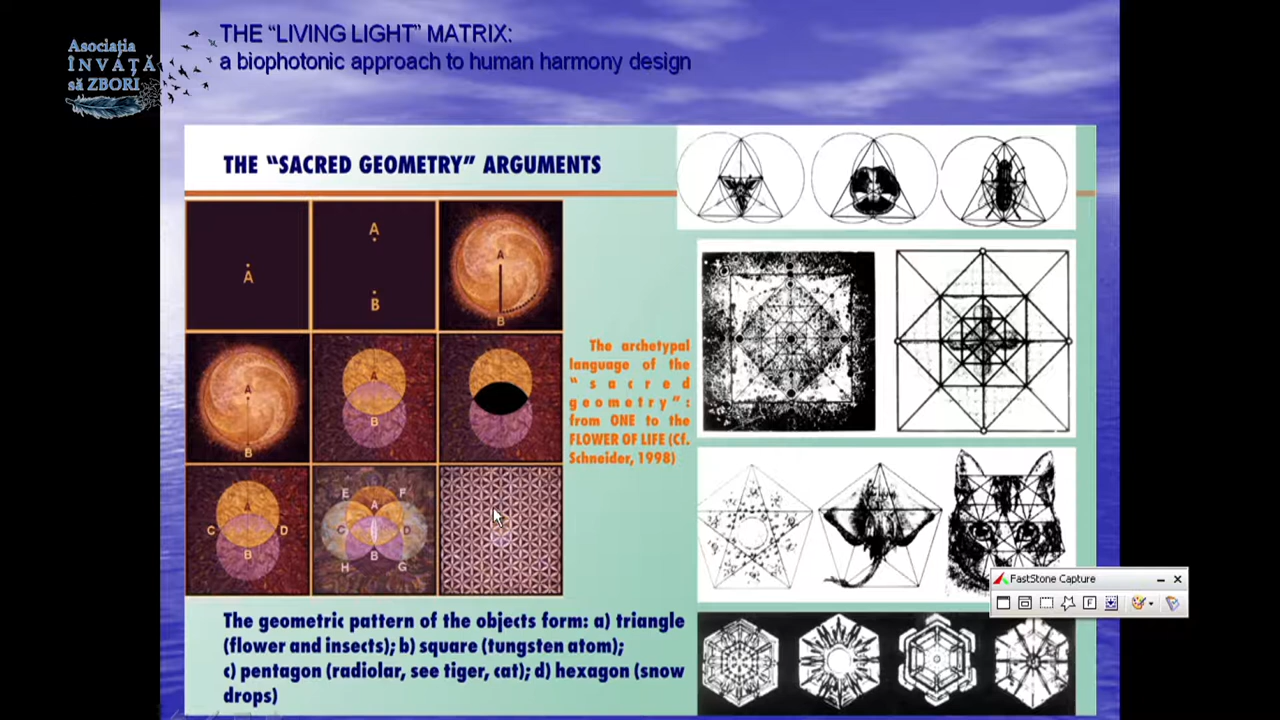 Asociația
ÎNVAȚĂ
să ZBORI
THE “LIVING LIGHT” MATRIX:
a biophotonic approach to human harmony design
THE “SACRED GEOMETRY” ARGUMENTS
A
A
B
A
B
A
B
A
B
The archetypal
language of the
“sacred
geometry”:
from ONE to the
FLOWER OF LIFE (Cf.
Schneider, 1998)
C
A
D
B
E
F
A
C
D
B
H
G
FastStone Capture
F
The geometric pattern of the objects form: a) triangle
(flower and insects); b) square (tungsten atom);
c) pentagon (radiolar, see tiger, cat); d) hexagon (snow
drops)